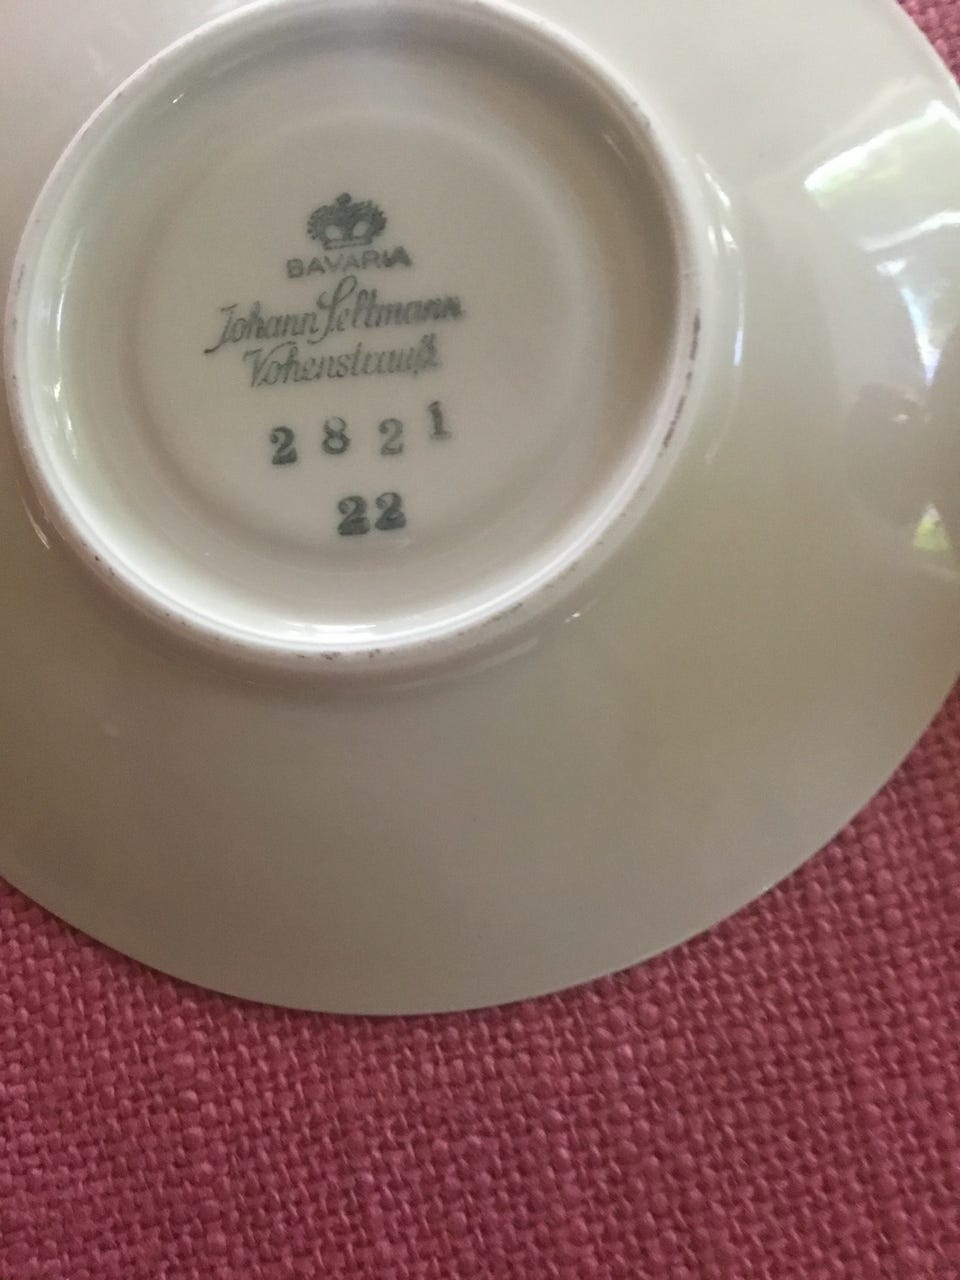 BAVARIA
Johann Seltmann
Vohenstrauß
2821
22